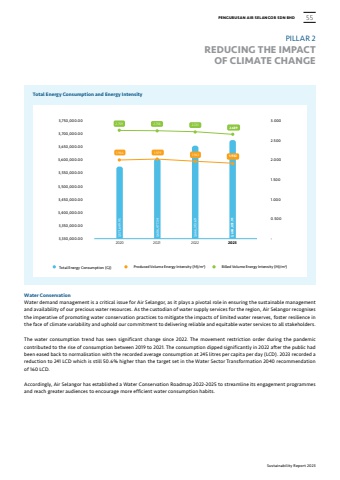 PENGURUSAN AIR SELANGOR SDN BHD 55
PILLAR 2
REDUCING THE IMPACT
OF CLIMATE CHANGE
Total Energy Consumption and Energy Intensity
5,750,000.00
5,700,000.00
5,650,000.00
5,600,000.00
5,550,000.00
5,500,000.00
5,450,000.00
5,400,000.00
5,350,000.00
5,300,000.00
3.000
2.500
2.000
1.500
1.000
0.500
-
2020 2021 2022 2023
Total Energy Consumption (GJ) Produced Volume Energy Intensity (MJ/m³) Billed Volume Energy Intensity (MJ/m³)
Water Conservation
Water demand management is a critical issue for Air Selangor, as it plays a pivotal role in ensuring the sustainable management
and availability of our precious water resources. As the custodian of water supply services for the region, Air Selangor recognises
the imperative of promoting water conservation practices to mitigate the impacts of limited water reserves, foster resilience in
the face of climate variability and uphold our commitment to delivering reliable and equitable water services to all stakeholders.
The water consumption trend has seen significant change since 2022. The movement restriction order during the pandemic
contributed to the rise of consumption between 2019 to 2021. The consumption dipped significantly in 2022 after the public had
been eased back to normalisation with the recorded average consumption at 245 litres per capita per day (LCD). 2023 recorded a
reduction to 241 LCD which is still 50.6% higher than the target set in the Water Sector Transformation 2040 recommendation
of 160 LCD.
Accordingly, Air Selangor has established a Water Conservation Roadmap 2022-2025 to streamline its engagement programmes
and reach greater audiences to encourage more efficient water consumption habits.
Sustainability Report 2023